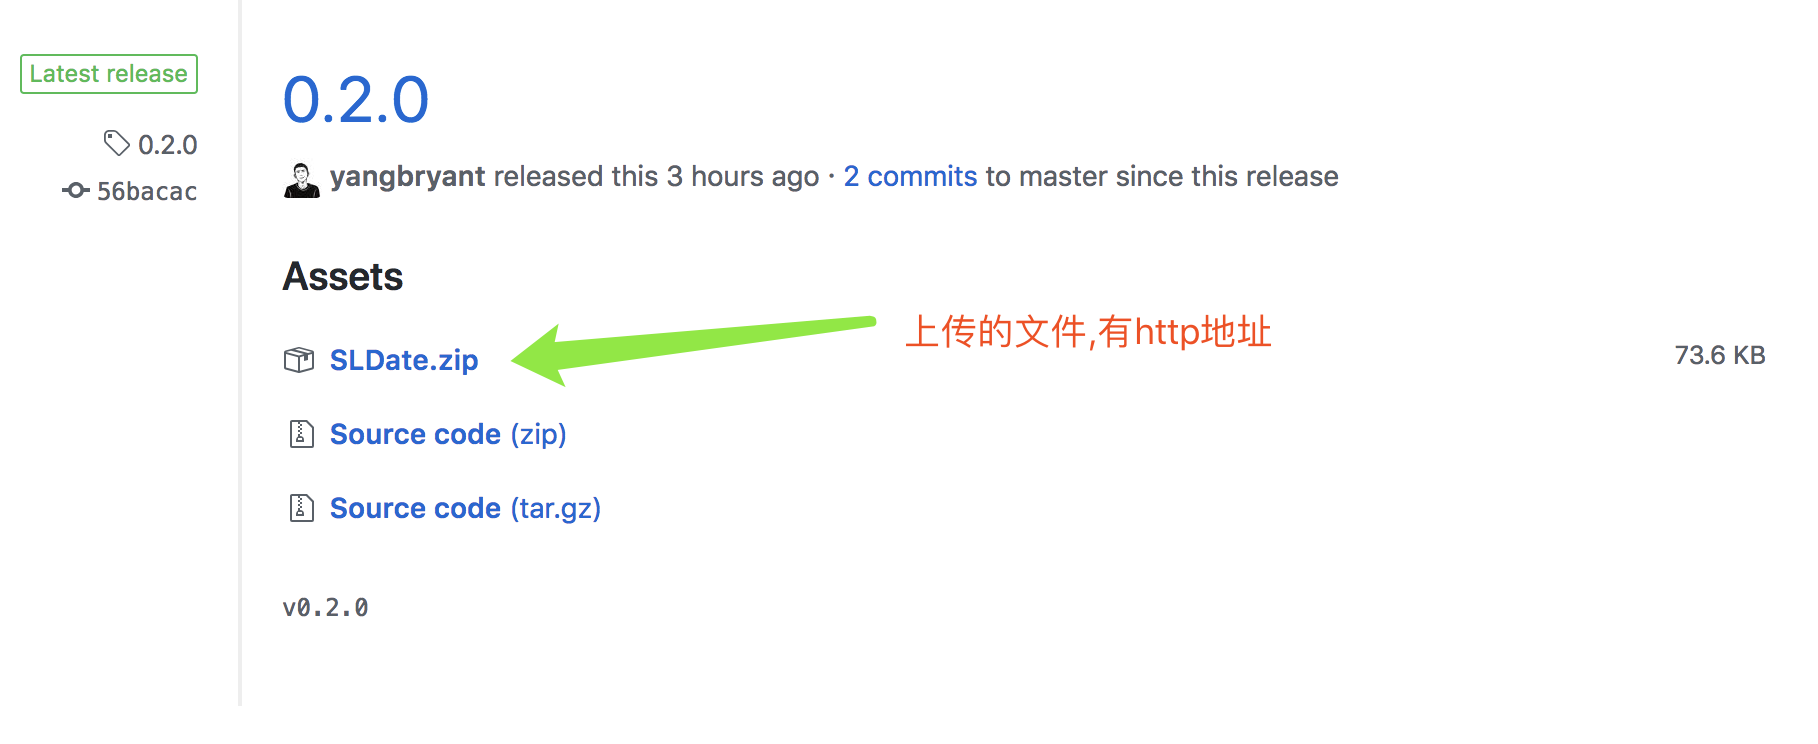 Latest release
0.2.0
56bacac
0.2.0
yangbryant released this 3 hours ago · 2 commits to master since this release
Assets
上传的文件,有http地址
SLDate.zip
73.6 KB
Source code (zip)
Source code (tar.gz)
v0.2.0